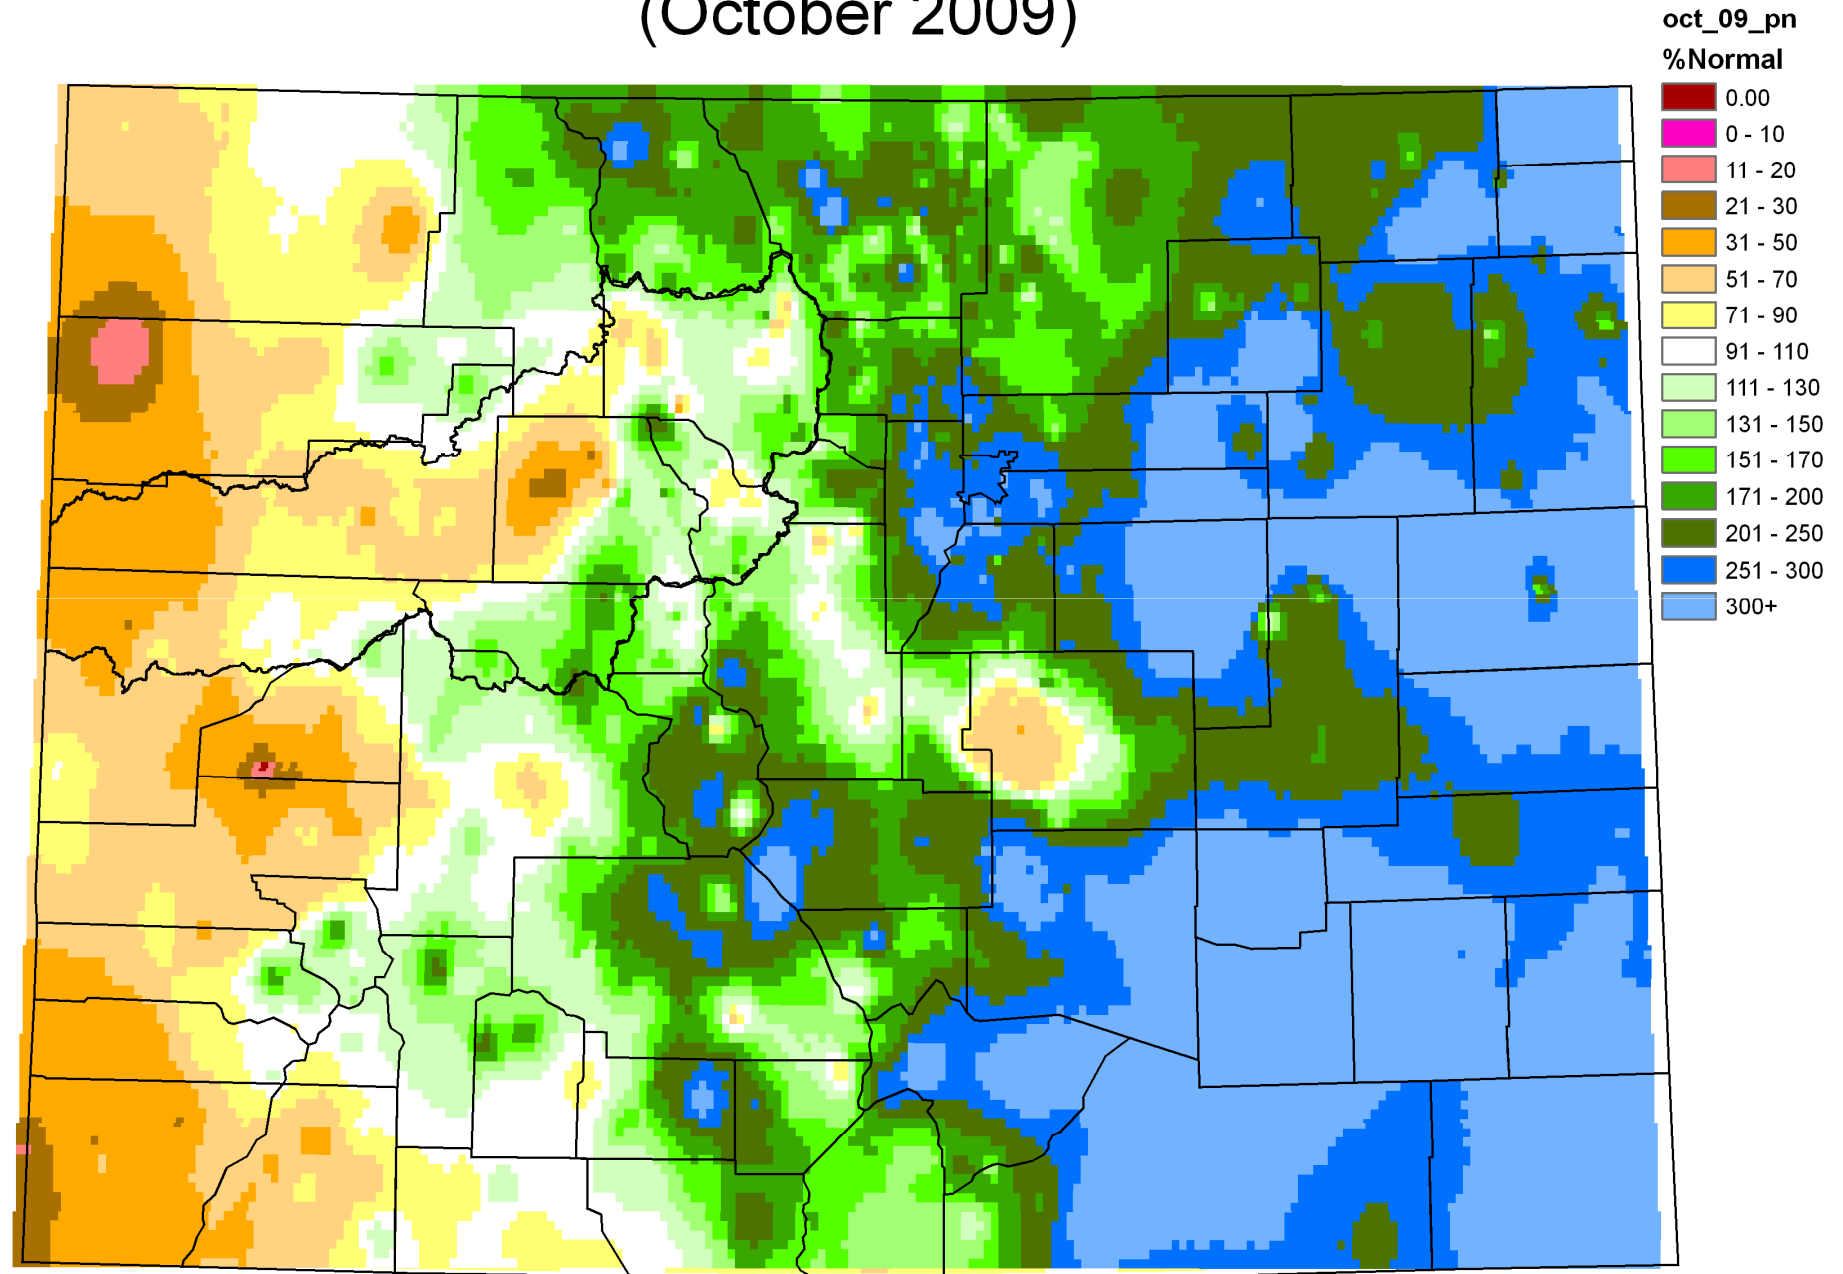 (October 2009)
oct_09_pn
%Normal
0.00
0 - 10
11 - 20
21 - 30
31 - 50
51 - 70
71 - 90
91 - 110
111 - 130
131 - 150
151 - 170
171 - 200
201 - 250
251 - 300
300+